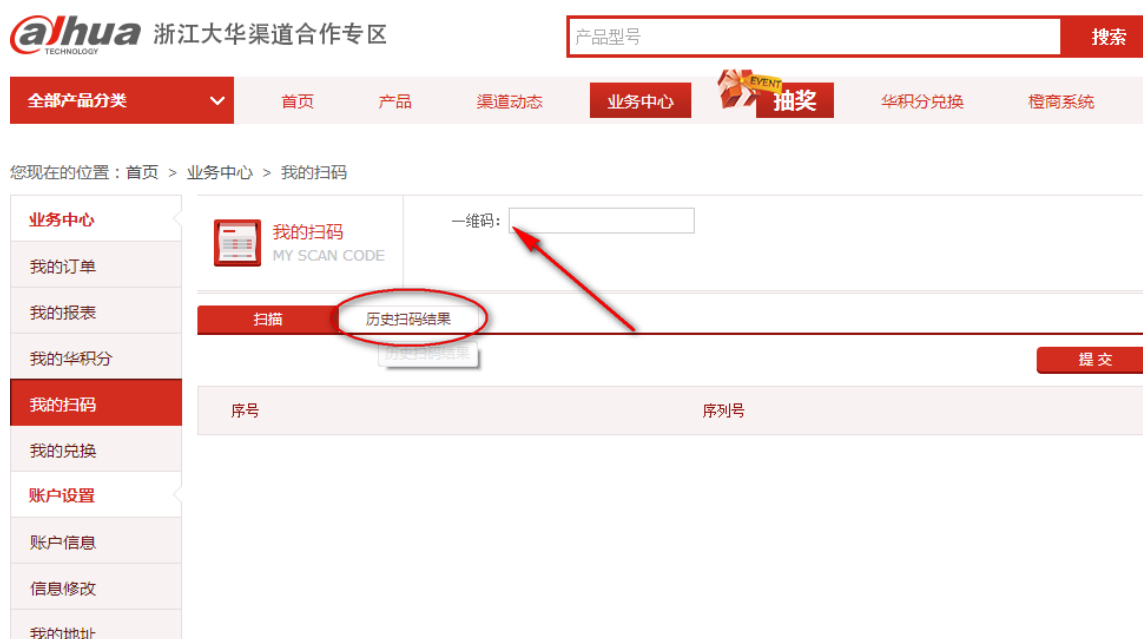 alhua 浙江大华渠道合作专区
TECHNOLOGY
产品型号 搜索
全部产品分类 首页 产品 渠道动态 业务中心 EVENT 抽奖 华积分兑换 橙商系统
您现在的位置：首页 > 业务中心 > 我的扫码
业务中心
我的订单
我的报表
我的华积分
我的扫码
我的兑换
账户设置
账户信息
信息修改
我的地址
我的扫码
MY SCAN CODE
一维码：
扫描 历史扫码结果
历史扫码结果
提 交
序号 序列号